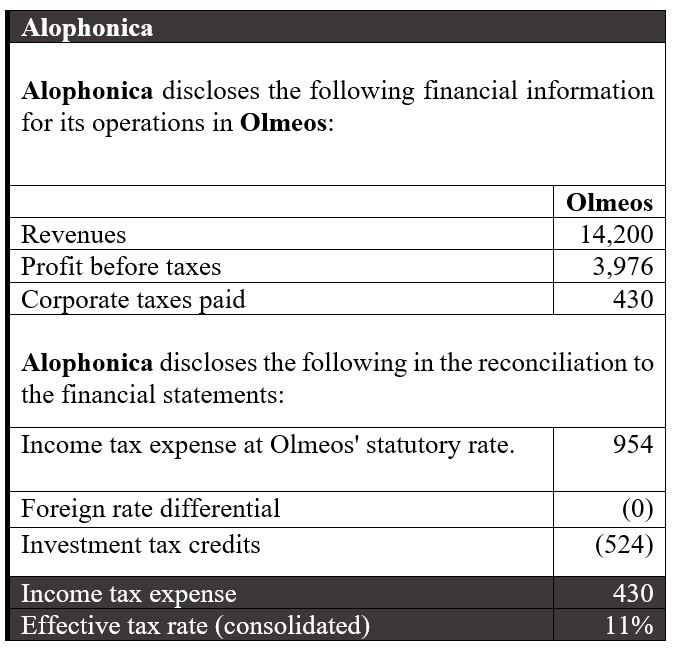 Alophonica
Alophonica discloses the following financial information
for its operations in Olmeos:
Olmeos
Revenues 14,200
Profit before taxes 3,976
Corporate taxes paid 430
Alophonica discloses the following in the reconciliation to
the financial statements:
Income tax expense at Olmeos' statutory rate. 954
Foreign rate differential (0)
Investment tax credits (524)
Income tax expense 430
Effective tax rate (consolidated) 11%